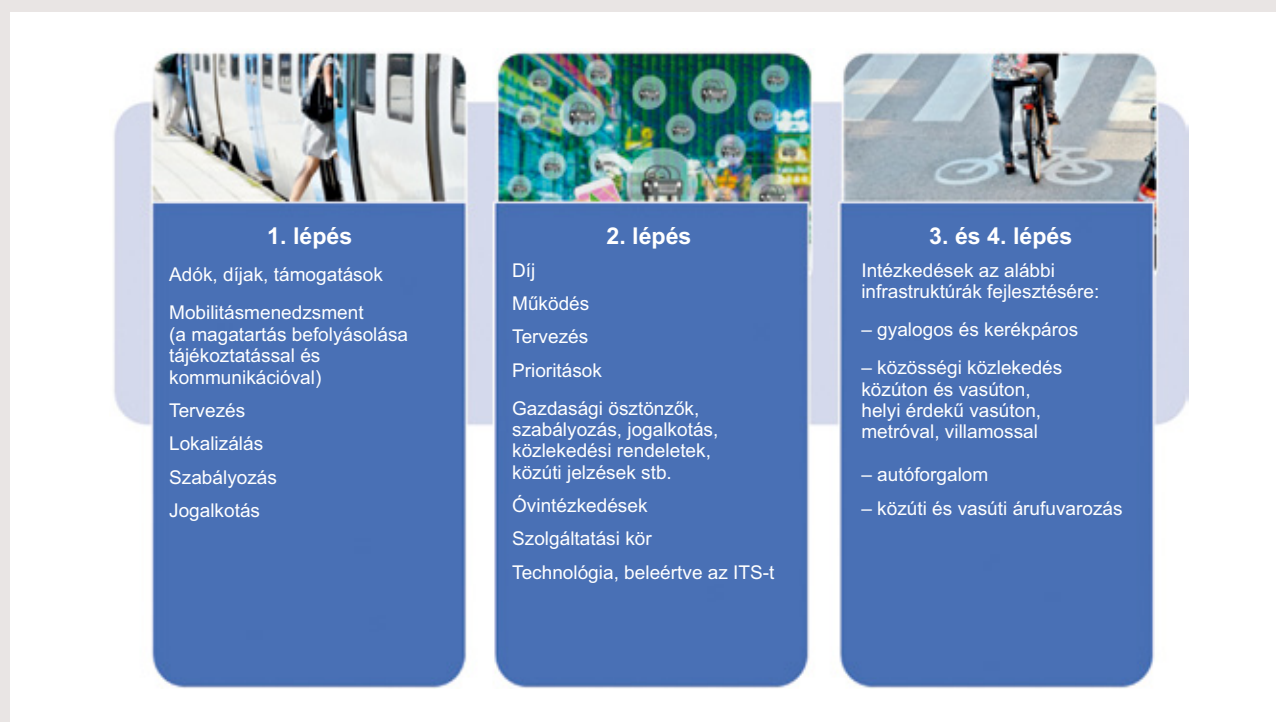 1. lépés
Adók, díjak, támogatások
Mobilitásmenedzsment
(a magatartás befolyásolása
tájékoztatással és
kommunikációval)
Tervezés
Lokalizálás
Szabályozás
Jogalkotás
2. lépés
Díj
Működés
Tervezés
Prioritások
Gazdasági ösztönzők,
szabályozás, jogalkotás,
közlekedési rendeletek,
közúti jelzések stb.
Óvintézkedések
Szolgáltatási kör
Technológia, beleértve az ITS-t
3. és 4. lépés
Intézkedések az alábbi
infrastruktúrák fejlesztésére:
– gyalogos és kerékpáros
– közösségi közlekedés
közúton és vasúton,
helyi érdekű vasúton,
metróval, villamossal
– autóforgalom
– közúti és vasúti árufuvarozás